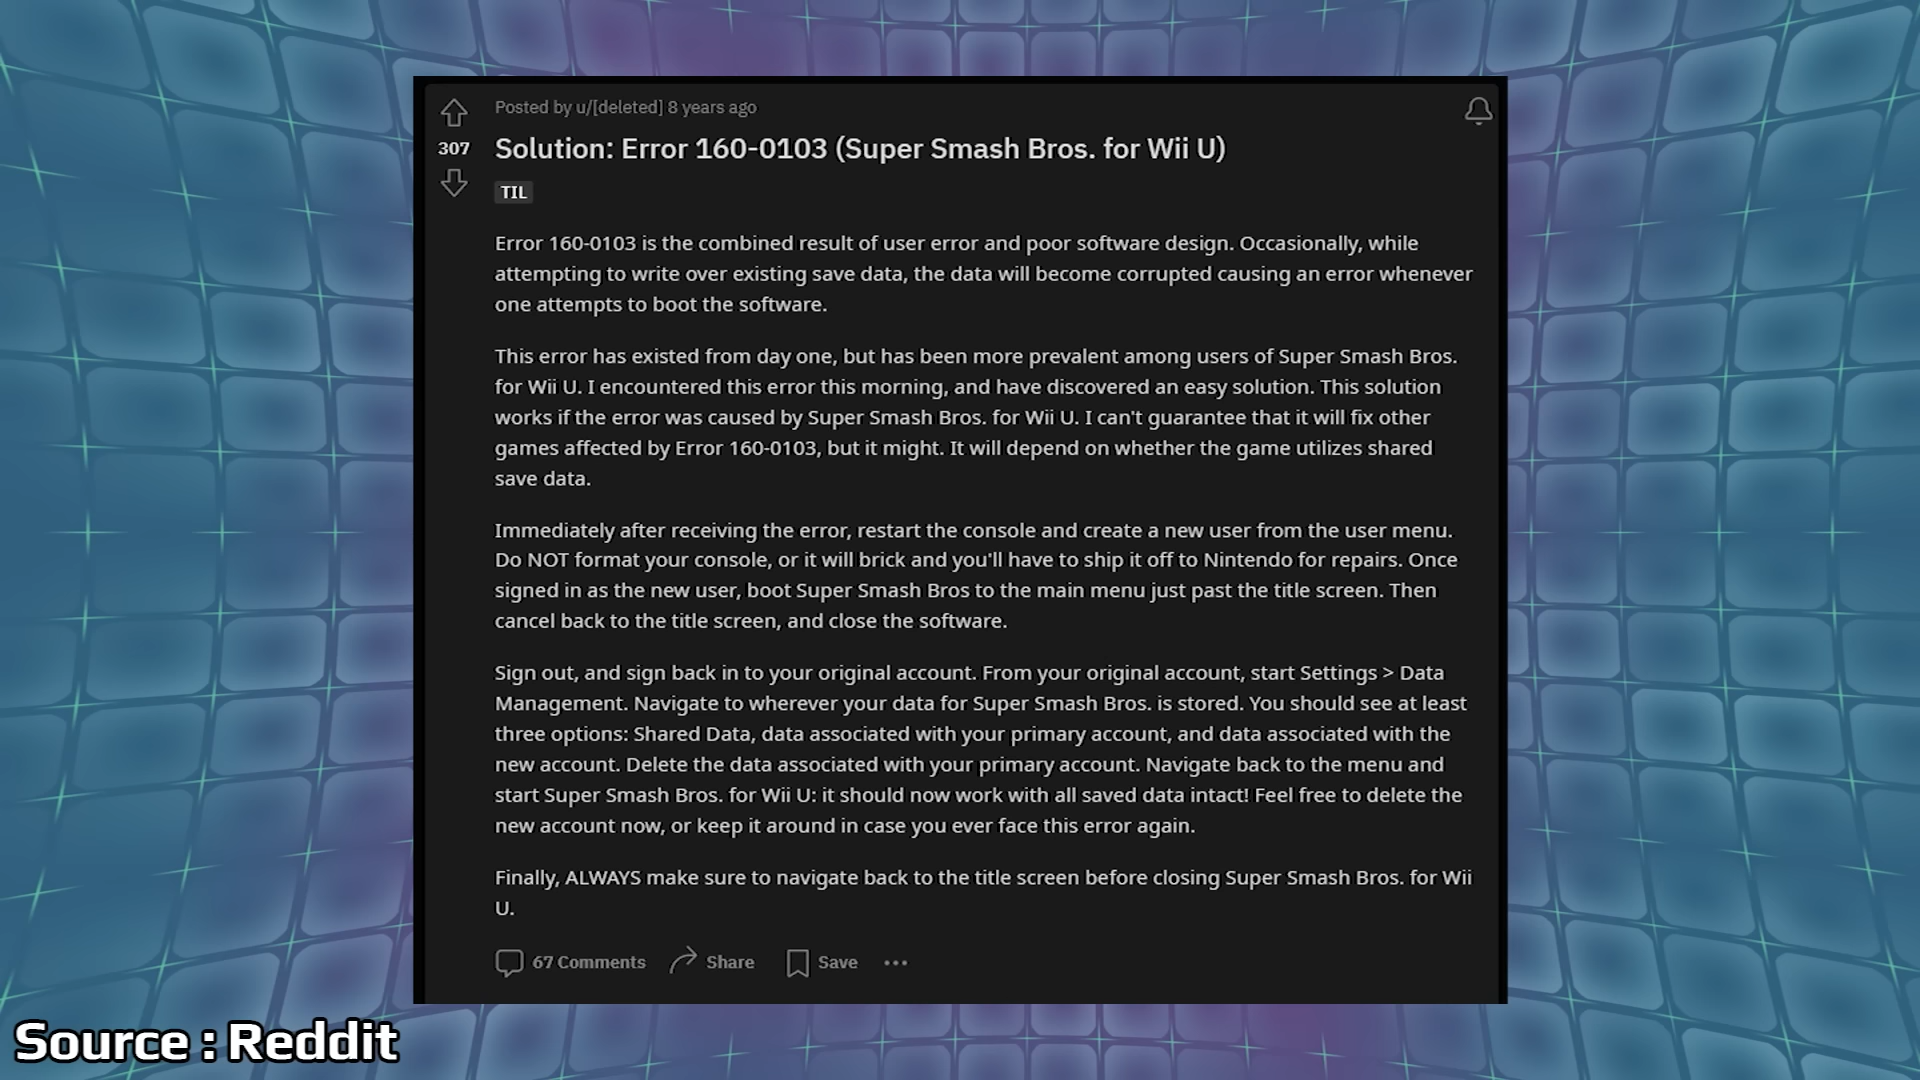 Posted by u/[deleted] 8 years ago
307
Solution: Error 160-0103 (Super Smash Bros. for Wii U)
TIL
Error 160-0103 is the combined result of user error and poor software design. Occasionally, while
attempting to write over existing save data, the data will become corrupted causing an error whenever
one attempts to boot the software.
This error has existed from day one, but has been more prevalent among users of Super Smash Bros.
for Wii U. I encountered this error this morning, and have discovered an easy solution. This solution
works if the error was caused by Super Smash Bros. for Wii U. I can't guarantee that it will fix other
games affected by Error 160-0103, but it might. It will depend on whether the game utilizes shared
save data.
Immediately after receiving the error, restart the console and create a new user from the user menu.
Do NOT format your console, or it will brick and you'll have to ship it off to Nintendo for repairs. Once
signed in as the new user, boot Super Smash Bros to the main menu just past the title screen. Then
cancel back to the title screen, and close the software.
Sign out, and sign back in to your original account. From your original account, start Settings > Data
Management. Navigate to wherever your data for Super Smash Bros. is stored. You should see at least
three options: Shared Data, data associated with your primary account, and data associated with the
new account. Delete the data associated with your primary account. Navigate back to the menu and
start Super Smash Bros. for Wii U: it should now work with all saved data intact! Feel free to delete the
new account now, or keep it around in case you ever face this error again.
Finally, ALWAYS make sure to navigate back to the title screen before closing Super Smash Bros. for Wii
U.
67 Comments Share Save
Source : Reddit